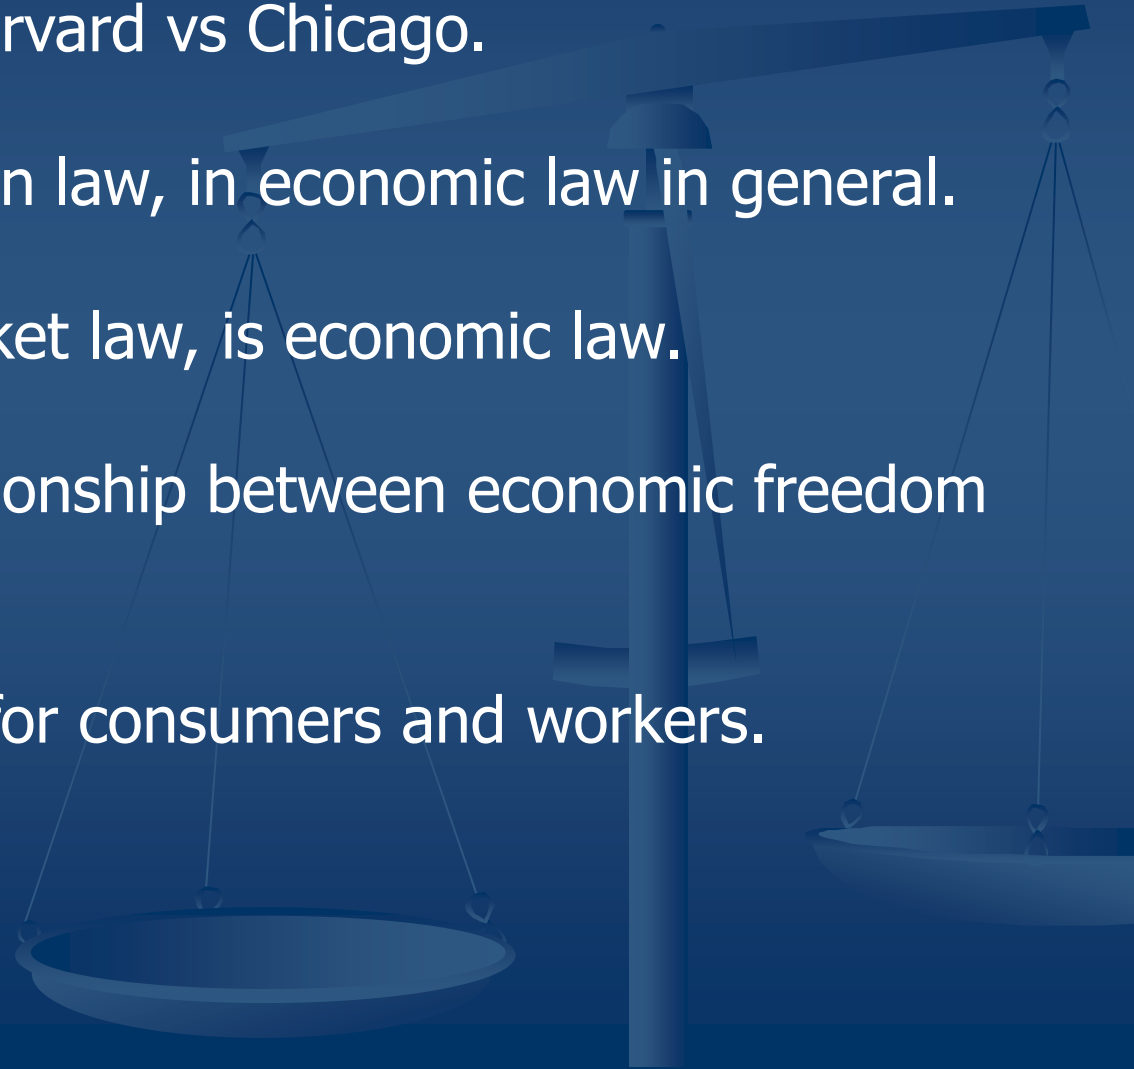 rvard vs Chicago.
n law, in economic law in general.
ket law, is economic law.
onship between economic freedom
for consumers and workers.